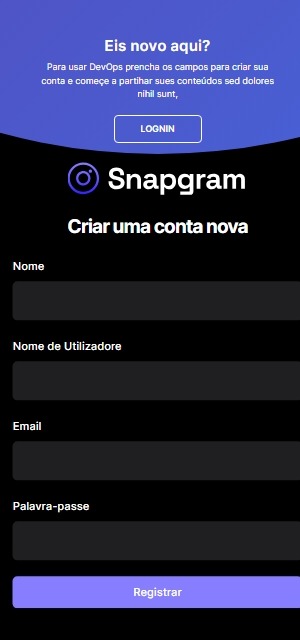 Eis novo aqui?
Para usar DevOps prencha os campos para criar sua
conta e começe a partihar sues conteúdos sed dolores
nihil sunt,
LOGNIN
Snapgram
Criar uma conta nova
Nome
Nome de Utilizadore
Email
Palavra-passe
Registrar